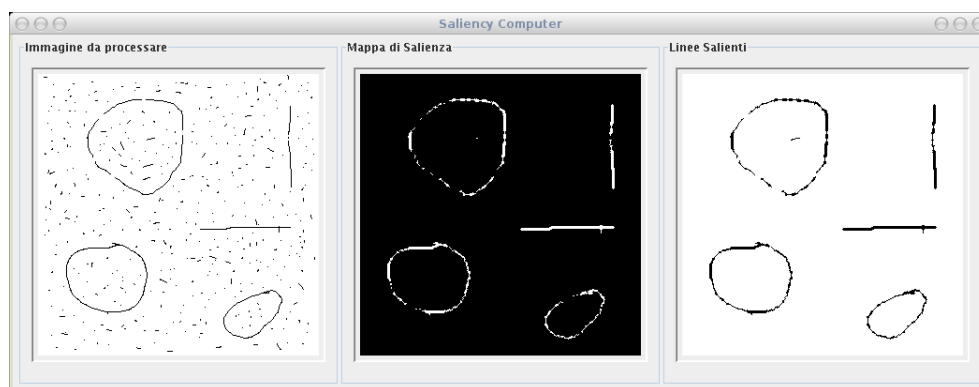 Saliency Computer
Immagine da processare
Mappa di Salienza
Linee Salienti